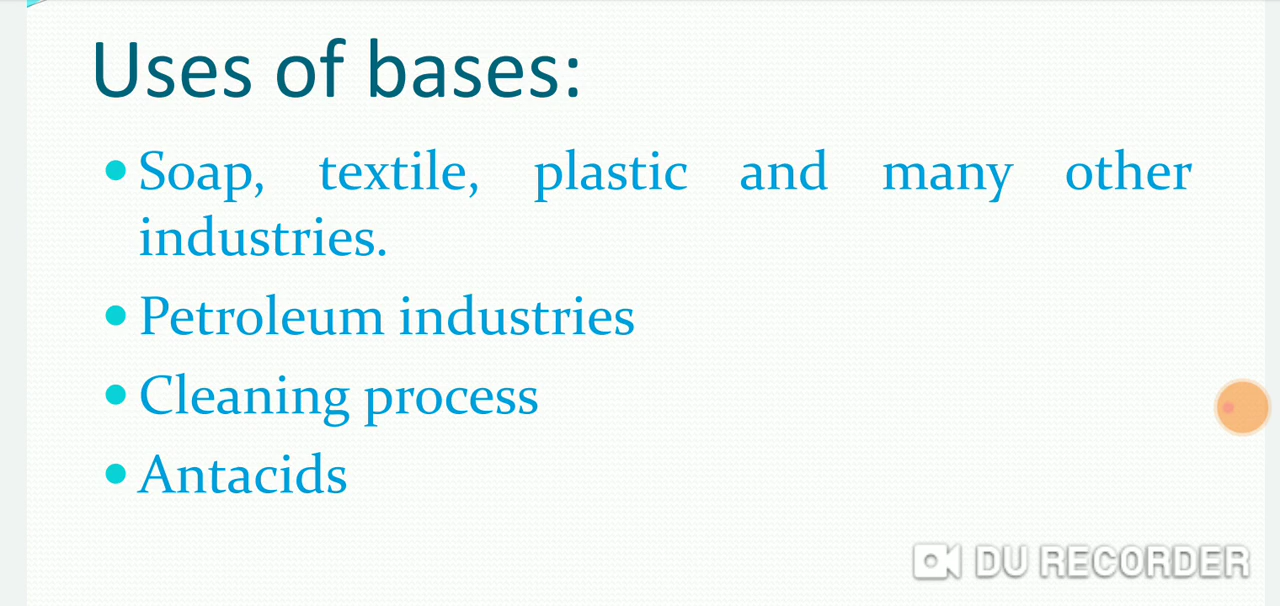 Uses of bases:
Soap, textile, plastic and many other
industries.
Petroleum industries
Cleaning process
Antacids
DU RECORDER